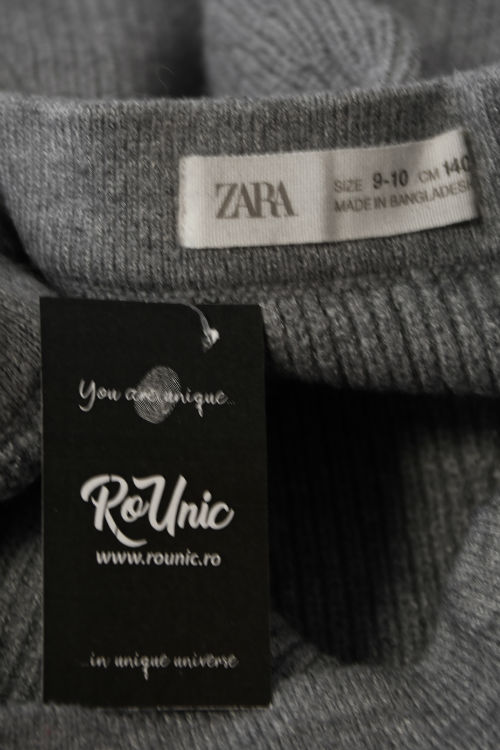 ZARA
SIZE 9-10 CM 140
MADE IN BANGLADESH
You are unique...
RoUnic
www.rounic.ro
...in unique universe